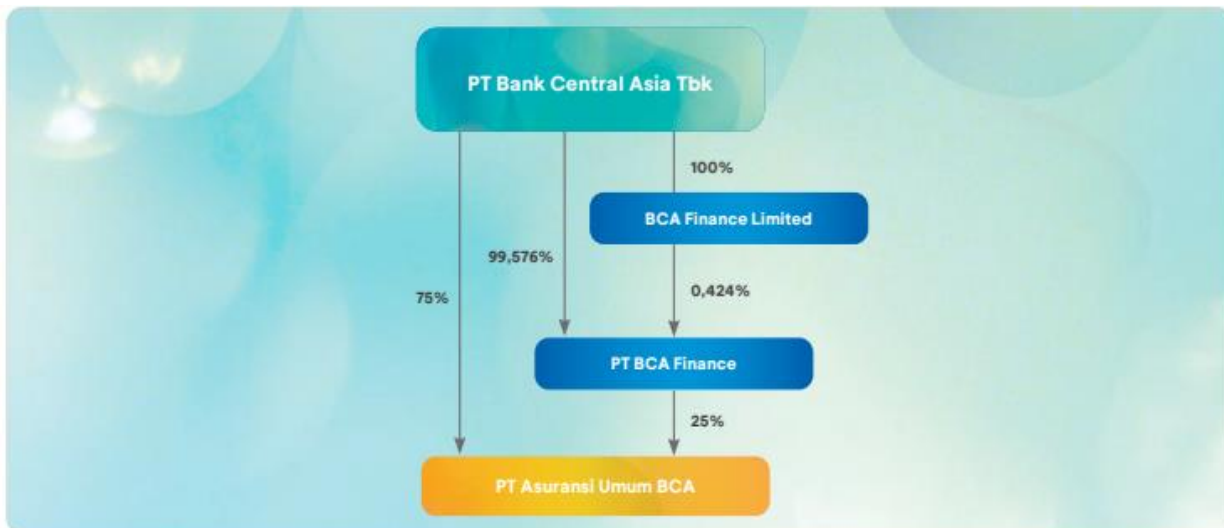 PT Bank Central Asia Tbk
100%
BCA Finance Limited
99,576%
75%
0,424%
PT BCA Finance
25%
PT Asuransi Umum BCA